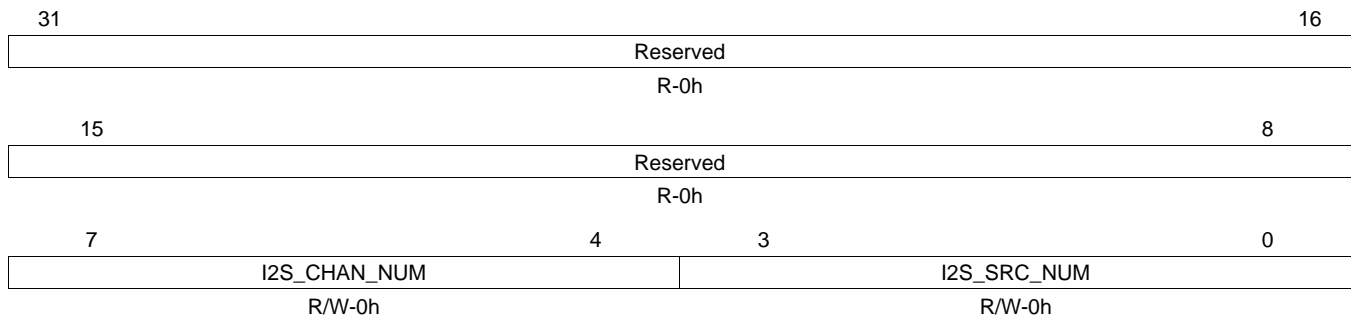 31 16
Reserved
R-0h
15 8
Reserved
R-0h
7 4 3 0
I2S_CHAN_NUM I2S_SRC_NUM
R/W-0h R/W-0h